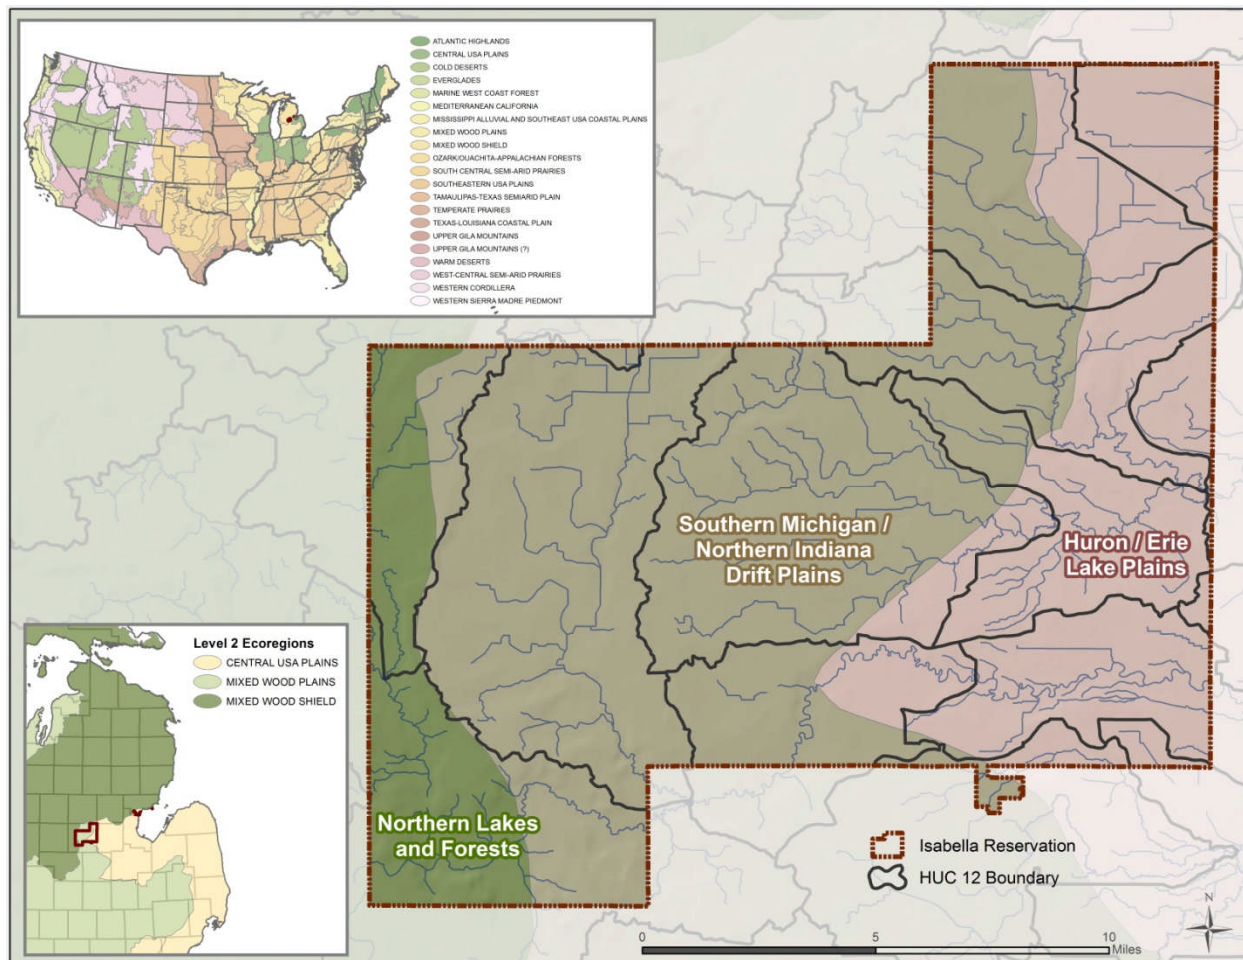 ATLANTIC HIGHLANDS
CENTRAL USA PLAINS
COLD DESERTS
EVERGLADES
MARINE WEST COAST FOREST
MEDITERRANEAN CALIFORNIA
MISSISSIPPI ALLUVIAL AND SOUTHEAST USA COASTAL PLAINS
MIXED WOOD PLAINS
MIXED WOOD SHIELD
OZARK/OUACHITA-APPALACHIAN FORESTS
SOUTH CENTRAL SEMI-ARID PRAIRIES
SOUTHEASTERN USA PLAINS
TAMAULIPAS-TEXAS SEMIARID PLAIN
TEMPERATE PRAIRIES
TEXAS-LOUISIANA COASTAL PLAIN
UPPER GILA MOUNTAINS
UPPER GILA MOUNTAINS (?)
WARM DESERTS
WEST-CENTRAL SEMI-ARID PRAIRIES
WESTERN CORDILLERA
WESTERN SIERRA MADRE PIEDMONT
Southern Michigan /
Northern Indiana
Drift Plains
Huron / Erie
Lake Plains
Level 2 Ecoregions
CENTRAL USA PLAINS
MIXED WOOD PLAINS
MIXED WOOD SHIELD
Northern Lakes
and Forests
Isabella Reservation
HUC 12 Boundary
N
0 5 10
Miles